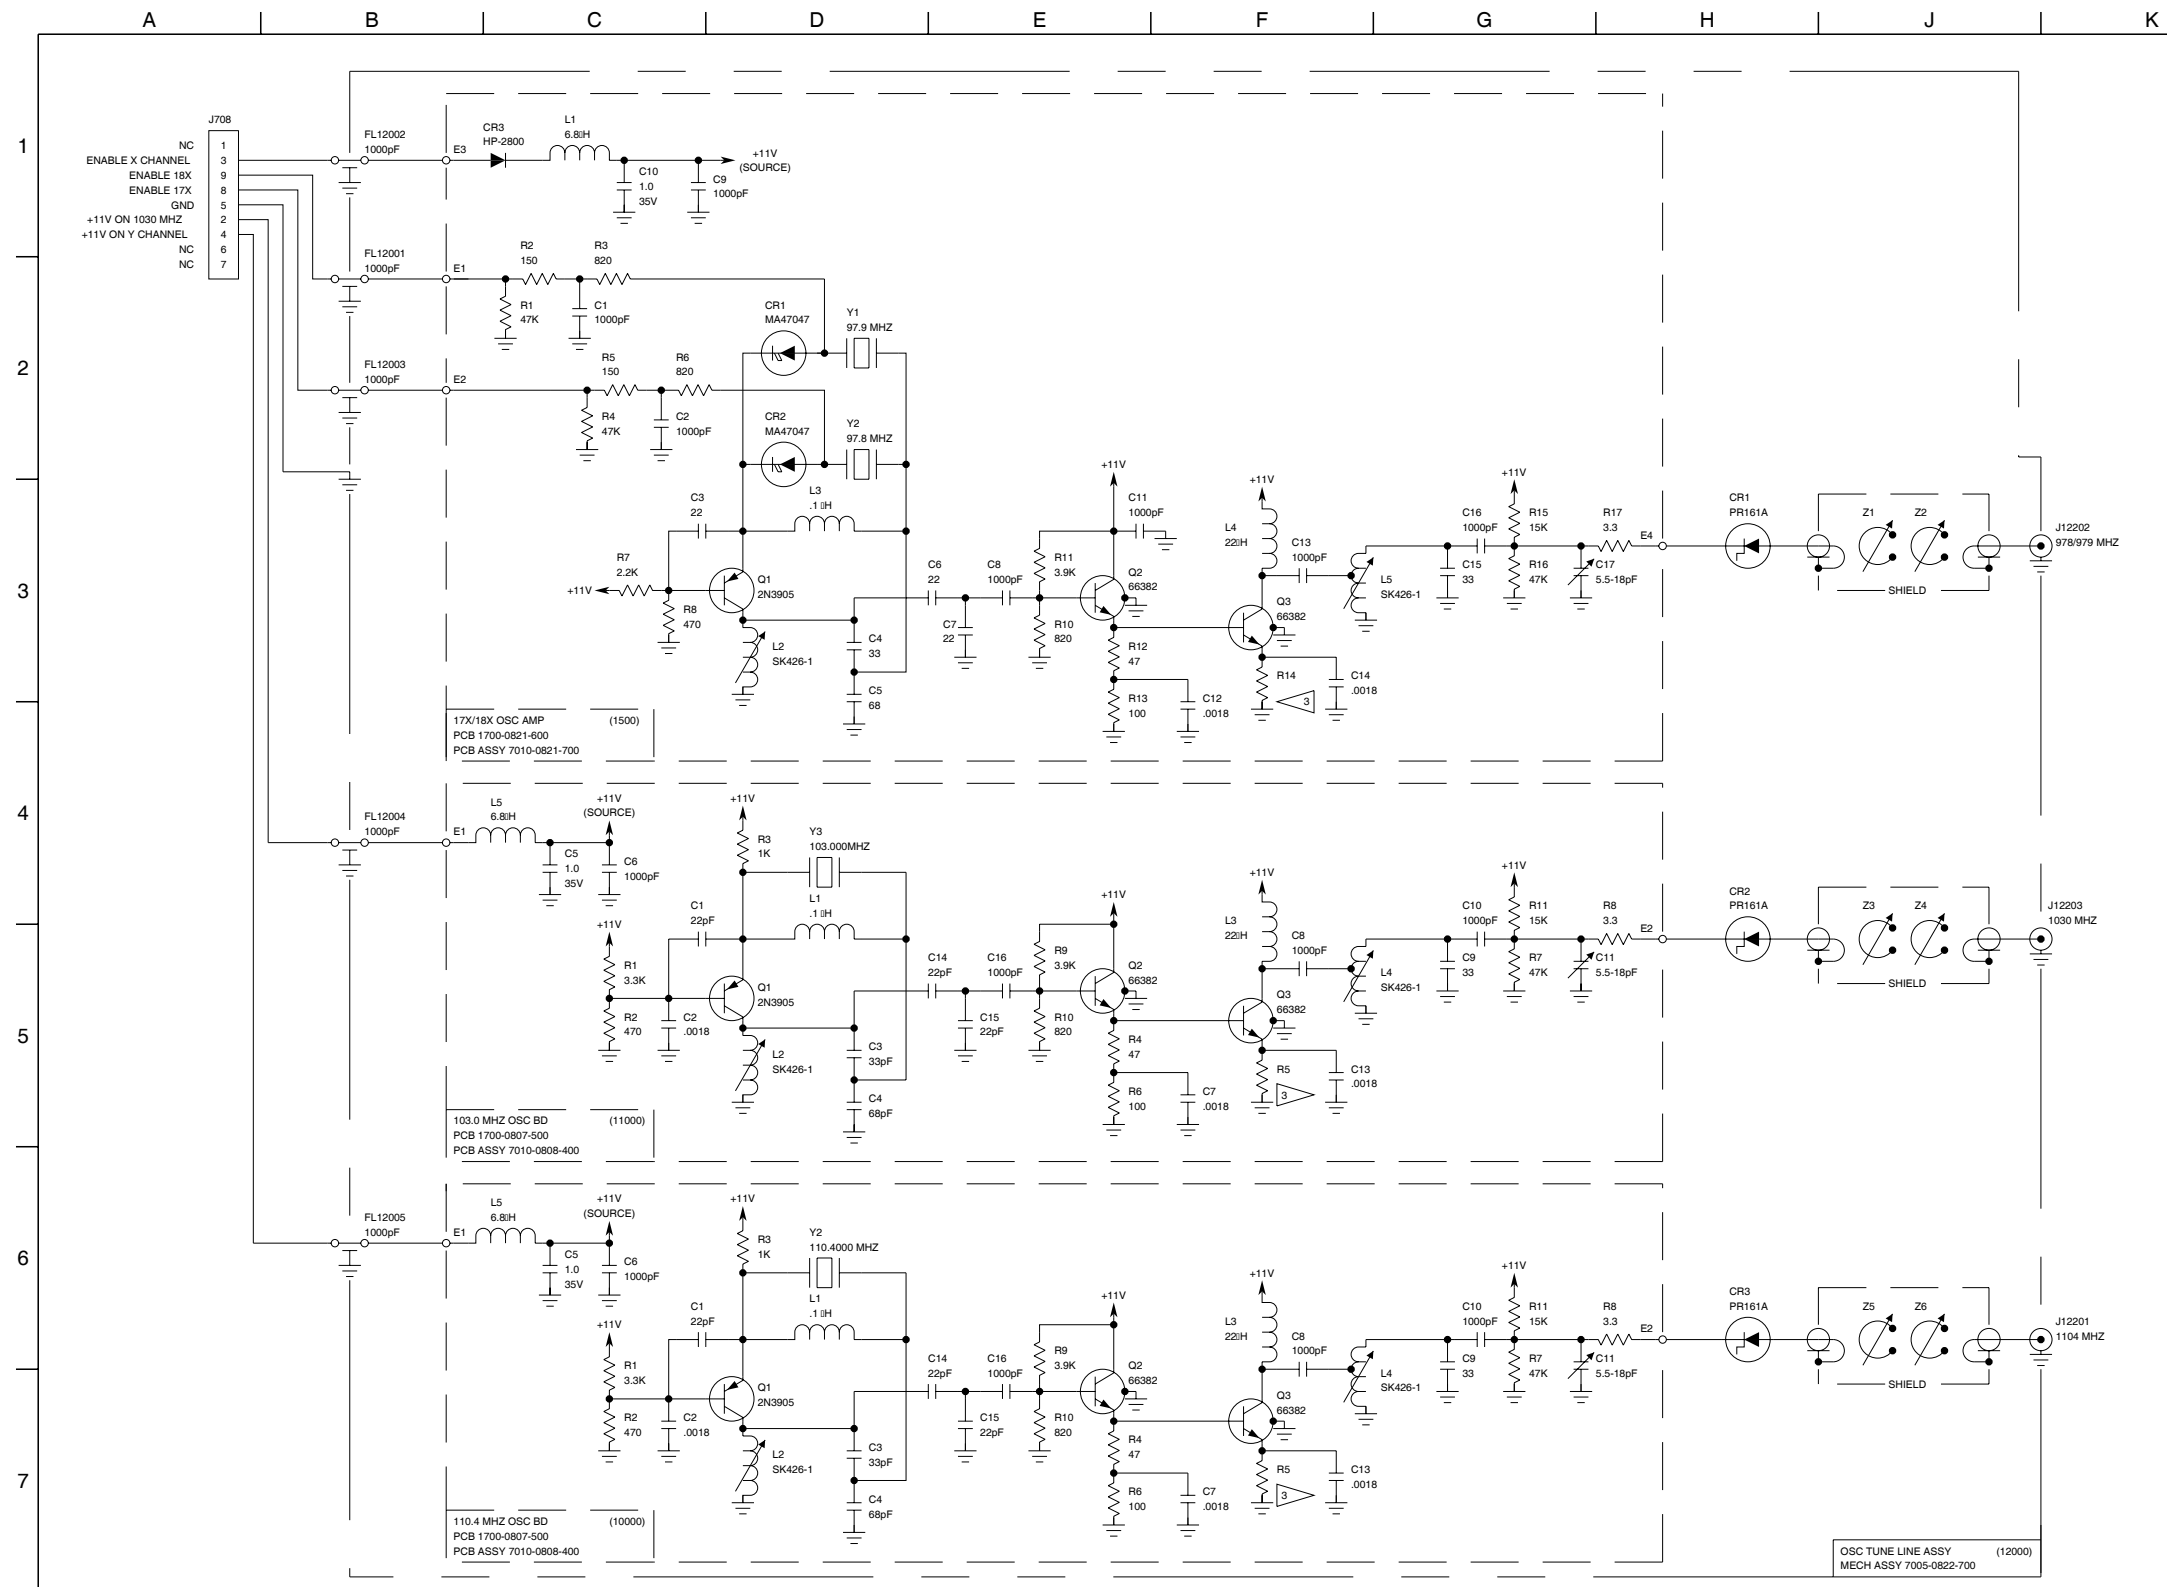 A B C D E F G H J K
1
2
3
4
5
6
7
J708
NC 1
ENABLE X CHANNEL 3
ENABLE 18X 9
ENABLE 17X 8
GND 5
+11V ON 1030 MHZ 2
+11V ON Y CHANNEL 4
NC 6
NC 7
FL12002
1000pF
E3
CR3
HP-2800
L1
C10
1.0
35V
C9
1000pF
+11V
(SOURCE)
FL12001
1000pF
E1
R2
150
R3
820
R1
47K
C1
1000pF
CR1
MA47047
Y1
97.9 MHZ
FL12003
1000pF
E2
R5
150
R6
820
R4
47K
C2
1000pF
CR2
MA47047
Y2
97.8 MHZ
L3
C3
22
R7
2.2K
+11V
R8
470
Q1
2N3905
L2
SK426-1
C4
33
C5
68
C6
22
C7
22
C8
1000pF
+11V
C11
1000pF
R11
3.9K
R10
820
Q2
66382
R12
47
R13
100
C12
.0018
+11V
L4
C13
1000pF
Q3
66382
R14
3
C14
.0018
L5
SK426-1
C15
33
C16
1000pF
+11V
R15
15K
R16
47K
C17
5.5-18pF
R17
3.3
E4
CR1
PR161A
Z1
Z2
SHIELD
J12202
978/979 MHZ
17X/18X OSC AMP (1500)
PCB 1700-0821-600
PCB ASSY 7010-0821-700
FL12004
1000pF
E1
L5
C5
1.0
35V
+11V
(SOURCE)
C6
1000pF
+11V
R3
1K
Y3
103.000MHZ
L1
C1
22pF
+11V
R1
3.3K
R2
470
C2
.0018
Q1
2N3905
L2
SK426-1
C3
33pF
C4
68pF
C14
22pF
C15
22pF
C16
1000pF
+11V
R9
3.9K
R10
820
Q2
66382
R4
47
R6
100
C7
.0018
+11V
L3
C8
1000pF
Q3
66382
R5
3
C13
.0018
L4
SK426-1
C9
33
C10
1000pF
+11V
R11
15K
R7
47K
C11
5.5-18pF
R8
3.3
E2
CR2
PR161A
Z3
Z4
SHIELD
J12203
1030 MHZ
103.0 MHZ OSC BD (11000)
PCB 1700-0807-500
PCB ASSY 7010-0808-400
FL12005
1000pF
E1
L5
C5
1.0
35V
+11V
(SOURCE)
C6
1000pF
+11V
R3
1K
Y2
110.4000 MHZ
L1
C1
22pF
+11V
R1
3.3K
R2
470
C2
.0018
Q1
2N3905
L2
SK426-1
C3
33pF
C4
68pF
C14
22pF
C15
22pF
C16
1000pF
+11V
R9
3.9K
R10
820
Q2
66382
R4
47
R6
100
C7
.0018
+11V
L3
C8
1000pF
Q3
66382
R5
3
C13
.0018
L4
SK426-1
C9
33
C10
1000pF
+11V
R11
15K
R7
47K
C11
5.5-18pF
R8
3.3
E2
CR3
PR161A
Z5
Z6
SHIELD
J12201
1104 MHZ
110.4 MHZ OSC BD (10000)
PCB 1700-0807-500
PCB ASSY 7010-0808-400
OSC TUNE LINE ASSY (12000)
MECH ASSY 7005-0822-700